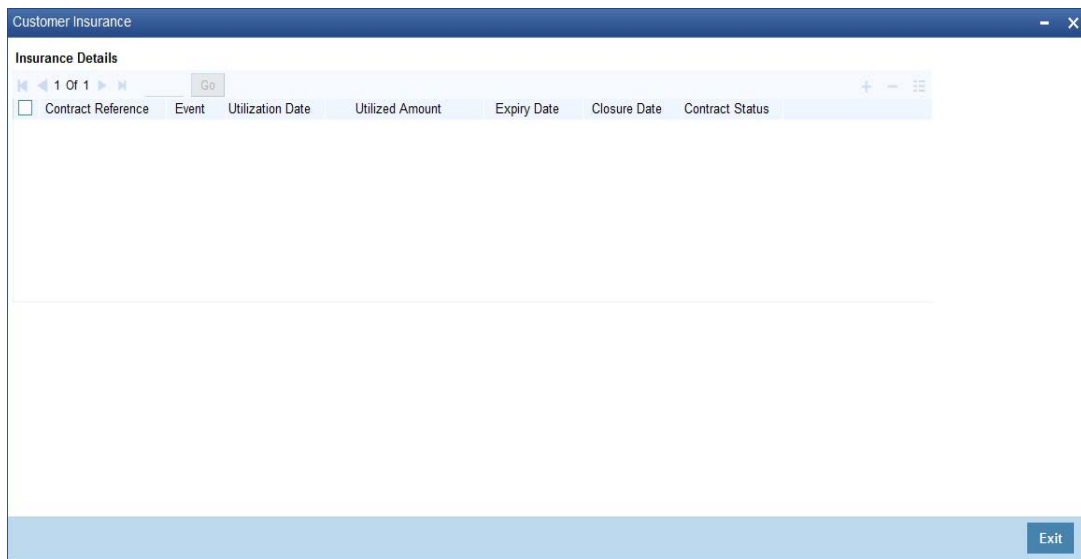 Customer Insurance
Insurance Details
1 Of 1 Go
Contract Reference Event Utilization Date Utilized Amount Expiry Date Closure Date Contract Status
Exit